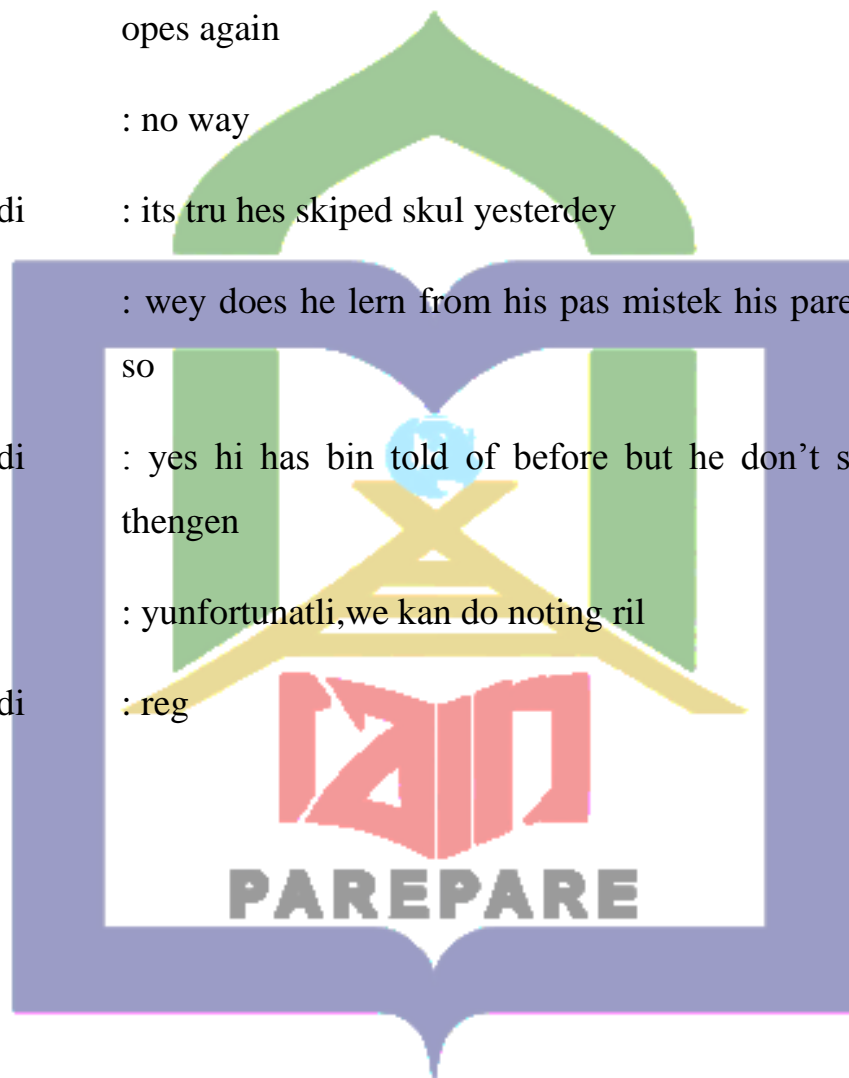 opes again
: no way
di : its tru hes skiped skul yesterdey
: wey does he lern from his pas mistek his pare
so
di : yes hi has bin told of before but he don’t s
thengen
: yunfortunatli,we kan do noting ril
di : reg
iain
PAREPARE